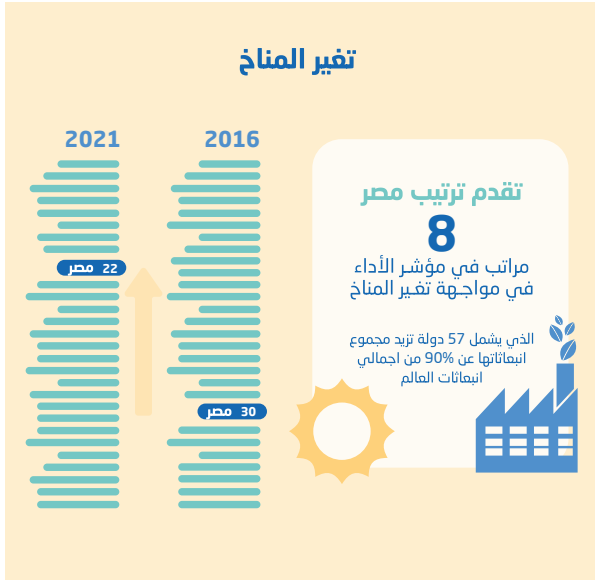 تغير المناخ
2016
2021
تقدم ترتيب مصر
8
مراتب في مؤشر الأداء
في مواجهة تغير المناخ
الذي يشمل 57 دولة تزيد مجموع
انبعاثاتها عن 90% من اجمالي
انبعاثات العالم
30 مصر
22 مصر